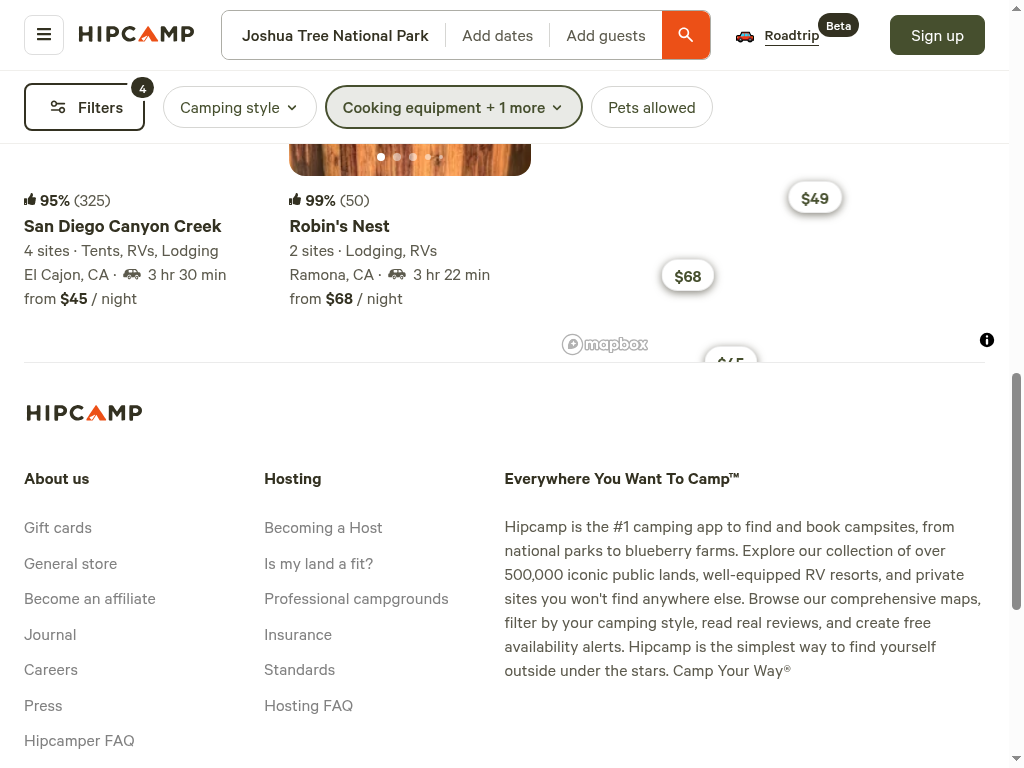 HIPCAMP
Joshua Tree National Park
Add dates
Add guests
Roadtrip
Beta
Sign up
Filters
4
Camping style
Cooking equipment + 1 more
Pets allowed
95% (325)
San Diego Canyon Creek
4 sites · Tents, RVs, Lodging
El Cajon, CA · 3 hr 30 min
from $45 / night
99% (50)
Robin's Nest
2 sites · Lodging, RVs
Ramona, CA · 3 hr 22 min
from $68 / night
$49
$68
$45
mapbox
HIPCAMP
About us
Gift cards
General store
Become an affiliate
Journal
Careers
Press
Hipcamper FAQ
Hosting
Becoming a Host
Is my land a fit?
Professional campgrounds
Insurance
Standards
Hosting FAQ
Everywhere You Want To Camp™
Hipcamp is the #1 camping app to find and book campsites, from
national parks to blueberry farms. Explore our collection of over
500,000 iconic public lands, well-equipped RV resorts, and private
sites you won't find anywhere else. Browse our comprehensive maps,
filter by your camping style, read real reviews, and create free
availability alerts. Hipcamp is the simplest way to find yourself
outside under the stars. Camp Your Way®